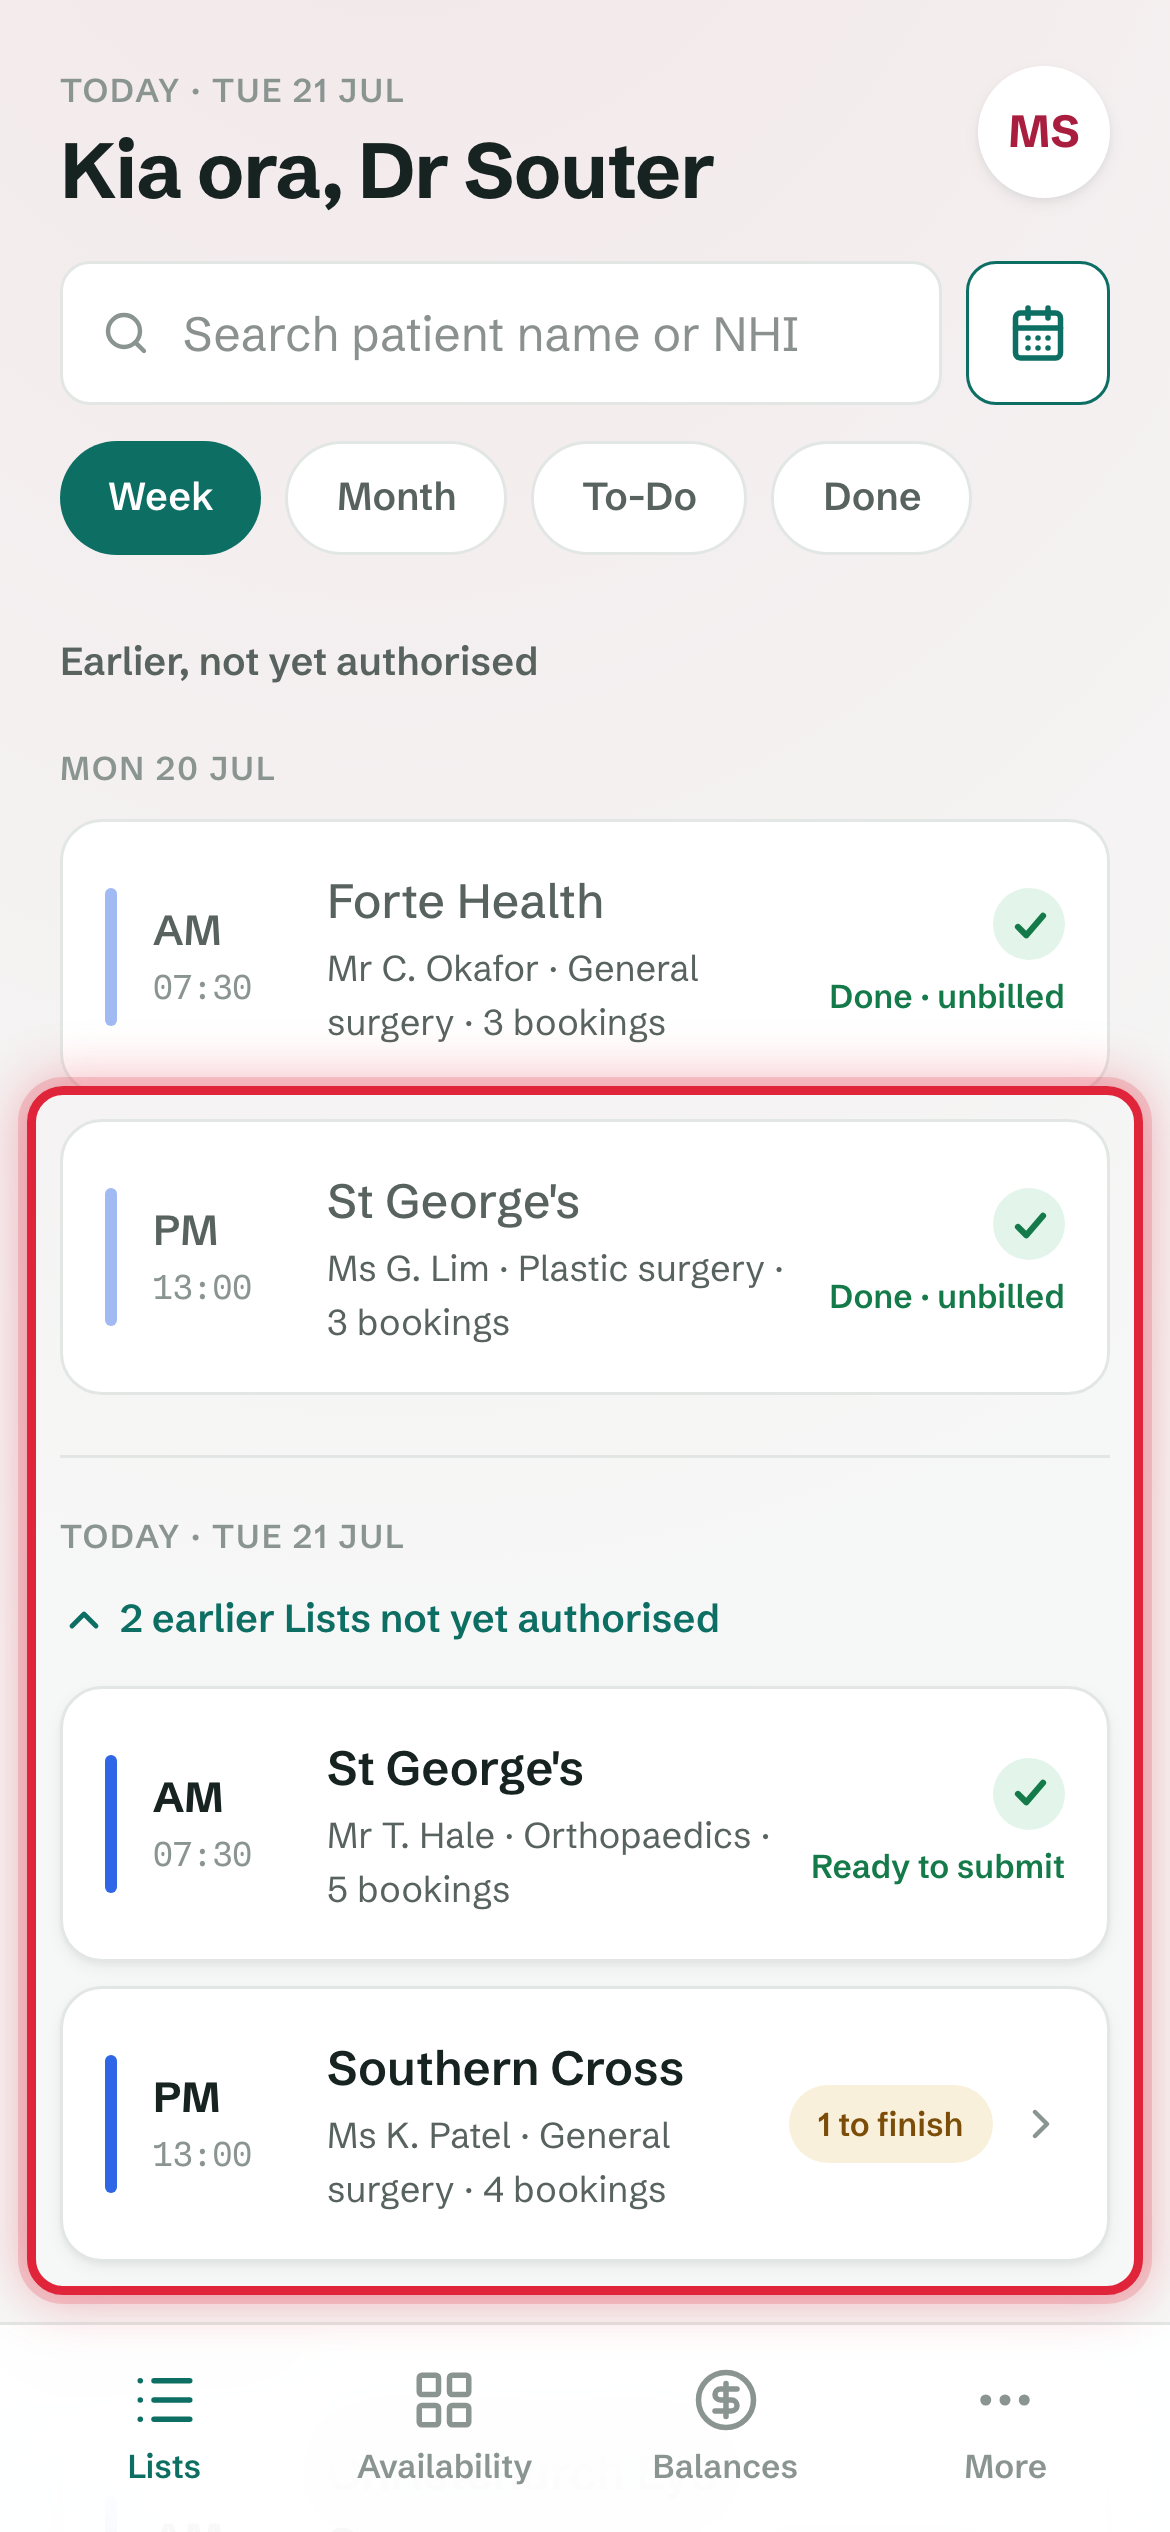 TODAY · TUE 21 JUL
Kia ora, Dr Souter
MS
Search patient name or NHI
Week
Month
To-Do
Done
Earlier, not yet authorised
MON 20 JUL
AM
07:30
Forte Health
Mr C. Okafor · General
surgery · 3 bookings
Done · unbilled
PM
13:00
St George's
Ms G. Lim · Plastic surgery ·
3 bookings
Done · unbilled
TODAY · TUE 21 JUL
2 earlier Lists not yet authorised
AM
07:30
St George's
Mr T. Hale · Orthopaedics ·
5 bookings
Ready to submit
PM
13:00
Southern Cross
Ms K. Patel · General
surgery · 4 bookings
1 to finish
Lists
Availability
Balances
More